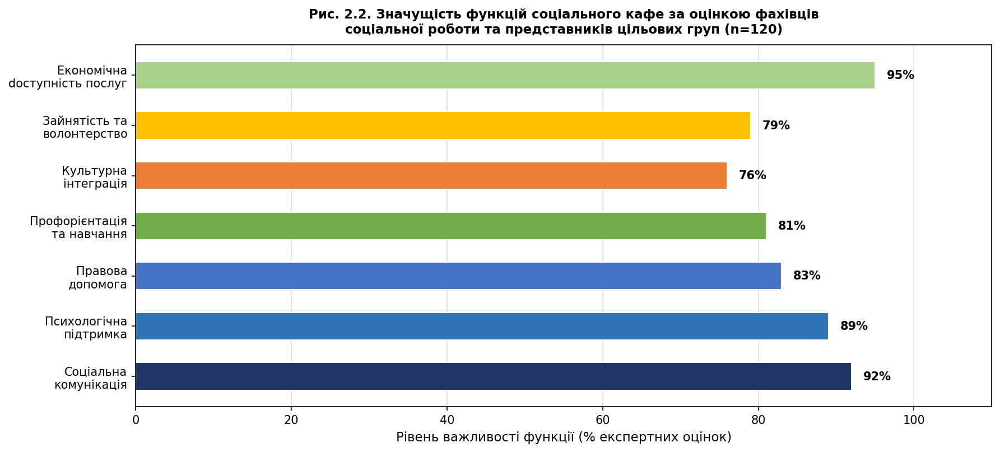 Рис. 2.2. Значущість функцій соціального кафе за оцінкою фахівців
соціальної роботи та представників цільових груп (n=120)
Економічна
dоступність послуг
95%
Зайнятість та
волонтерство
79%
Культурна
інтеграція
76%
Профорієнтація
та навчання
81%
Правова
допомога
83%
Психологічна
підтримка
89%
Соціальна
комунікація
92%
0 20 40 60 80 100
Рівень важливості функції (% експертних оцінок)